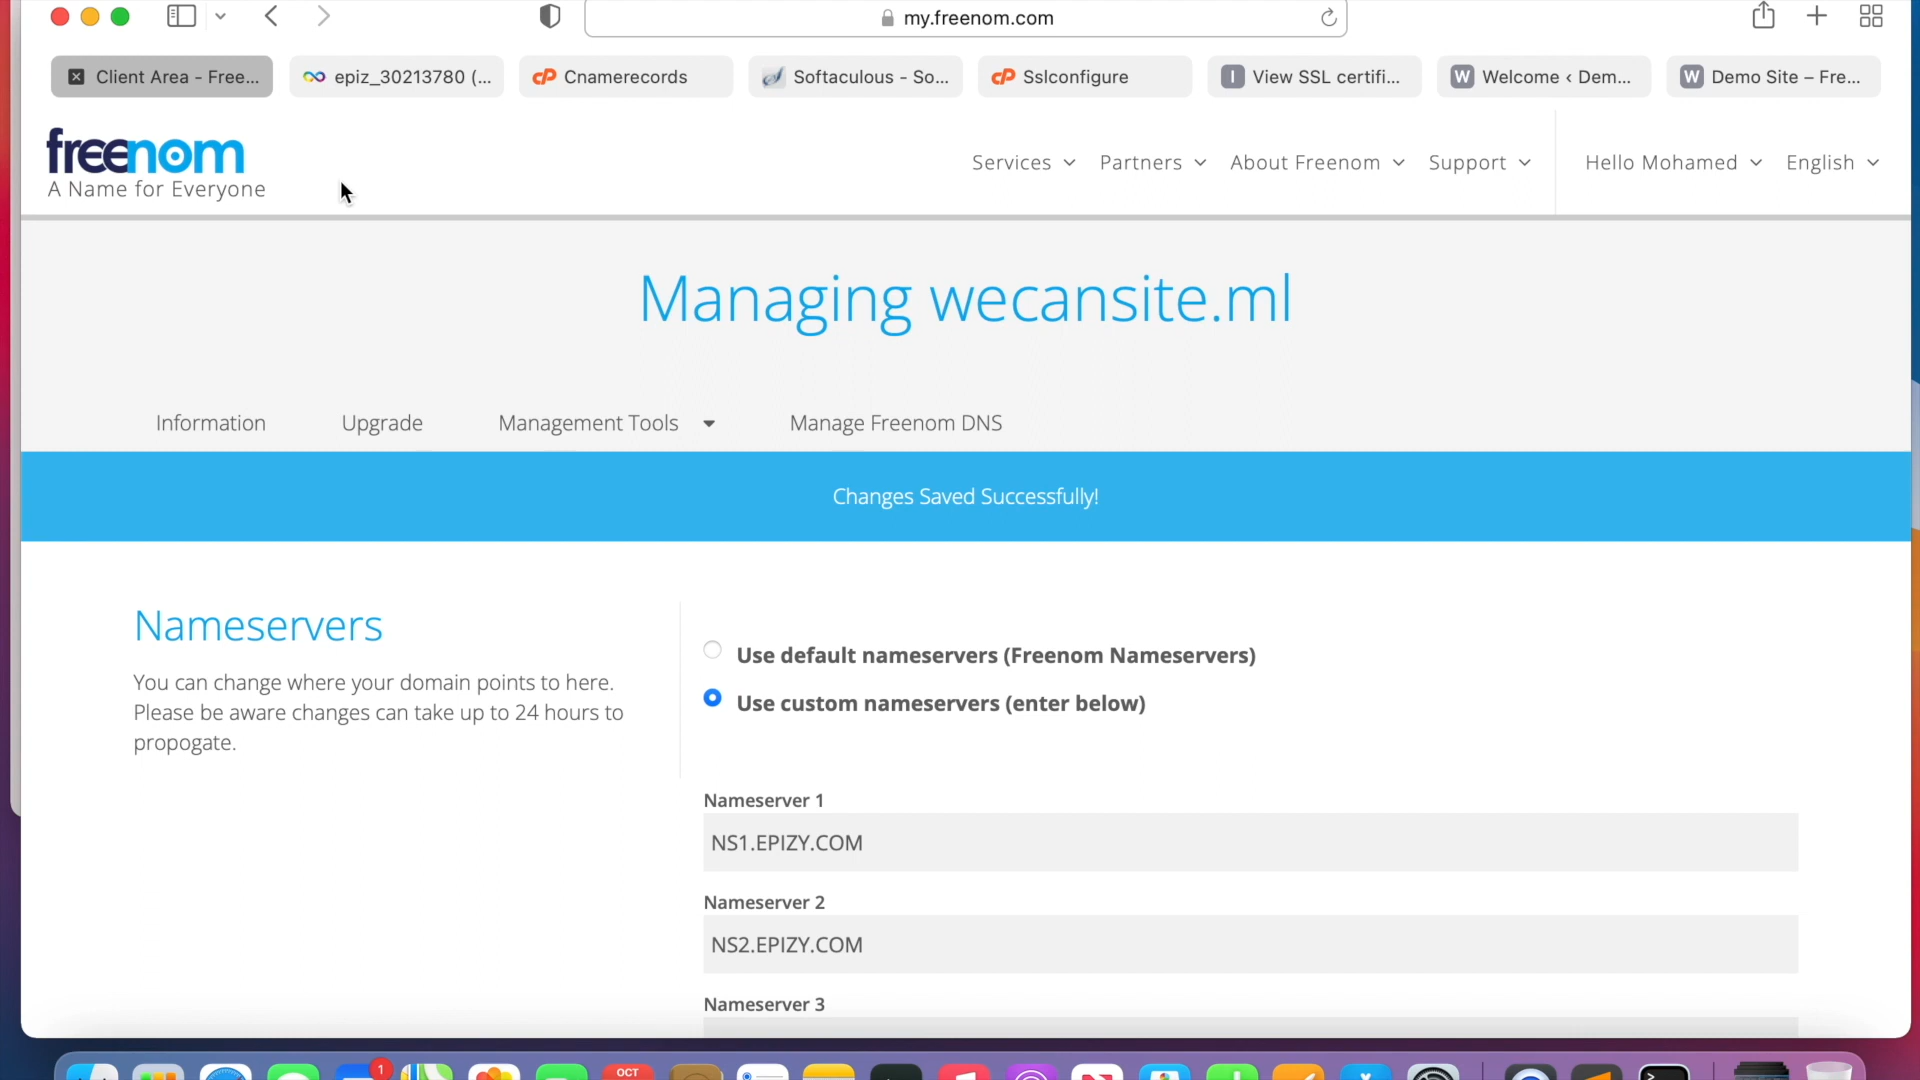 my.freenom.com
Client Area - Free...
epiz_30213780 (...
Cnamerecords
Softaculous - So...
Sslconfigure
I View SSL certifi...
W Welcome ‹ Dem...
W Demo Site – Fre...
freenom
A Name for Everyone
Services
Partners
About Freenom
Support
Hello Mohamed
English
Managing wecansite.ml
Information
Upgrade
Management Tools
Manage Freenom DNS
Changes Saved Successfully!
Nameservers
You can change where your domain points to here.
Please be aware changes can take up to 24 hours to
propogate.
Use default nameservers (Freenom Nameservers)
Use custom nameservers (enter below)
Nameserver 1
NS1.EPIZY.COM
Nameserver 2
NS2.EPIZY.COM
Nameserver 3
1
OCT